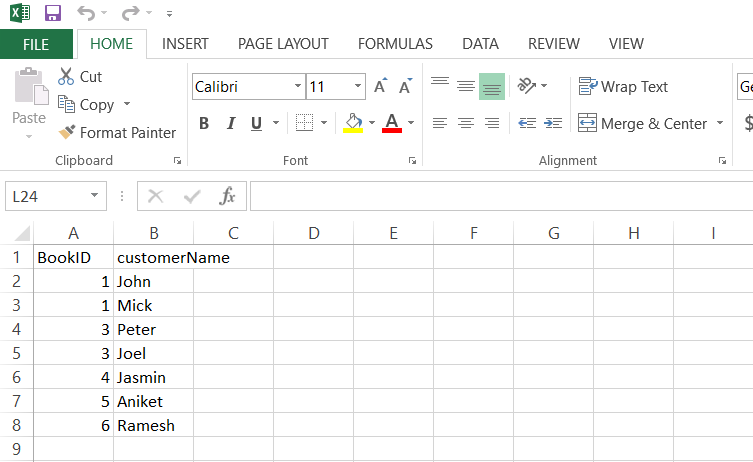 FILE HOME INSERT PAGE LAYOUT FORMULAS DATA REVIEW VIEW
Paste
Cut
Copy
Format Painter
Clipboard
Calibri 11 A A
B I U A
Font
Wrap Text
Merge & Center
Alignment
Ge
$
L24 fx
A B C D E F G H I
1 BookID customerName
2 1 John
3 1 Mick
4 3 Peter
5 3 Joel
6 4 Jasmin
7 5 Aniket
8 6 Ramesh
9